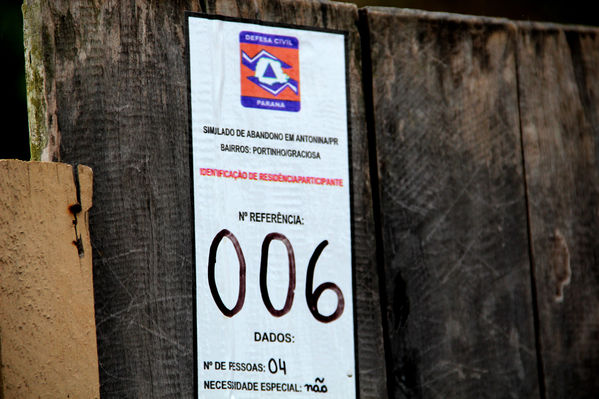 DEFESA CIVIL
PARANÁ
SIMULADO DE ABANDONO EM ANTONINA/PR
BAIRROS: PORTINHO/GRACIOSA
IDENTIFICAÇÃO DE RESIDÊNCIA PARTICIPANTE
Nº REFERÊNCIA:
006
DADOS:
Nº DE PESSOAS: 04
NECESSIDADE ESPECIAL: não